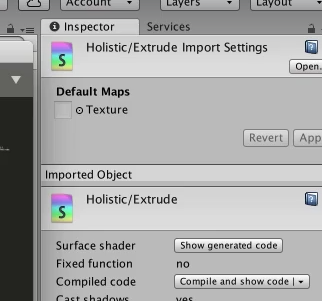 Account
Layers
Layout
Inspector
Services
Holistic/Extrude Import Settings
Open.
Default Maps
Texture
Revert
App
Imported Object
S
Holistic/Extrude
Surface shader
Show generated code
Fixed function
no
Compiled code
Compile and show code
Cast shadows
yes